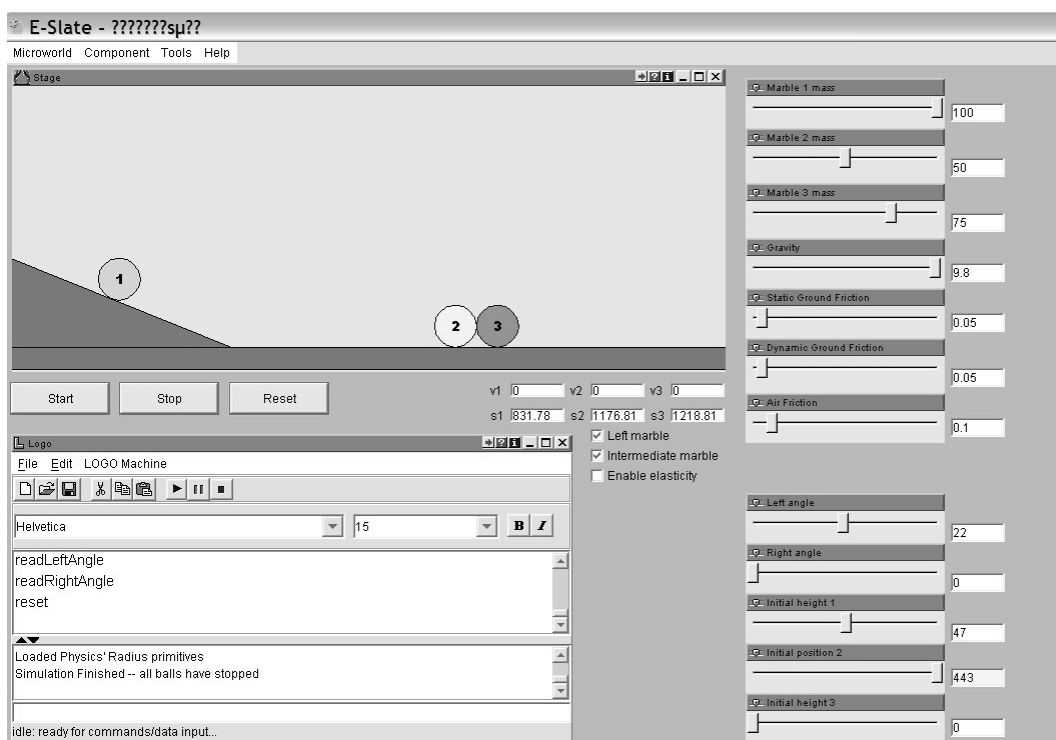 E-Slate - ???????sµ??
Microworld Component Tools Help
Stage
1
2 3
Start Stop Reset
v1 0 v2 0 v3 0
s1 831.78 s2 1176.81 s3 1218.81
Left marble
Intermediate marble
Enable elasticity
Logo
File Edit LOGO Machine
Helvetica 15 B I
readLeftAngle
readRightAngle
reset
Loaded Physics' Radius primitives
Simulation Finished -- all balls have stopped
idle: ready for commands/data input...
Marble 1 mass
100
Marble 2 mass
50
Marble 3 mass
75
Gravity
9.8
Static Ground Friction
0.05
Dynamic Ground Friction
0.05
Air Friction
0.1
Left angle
22
Right angle
0
Initial height 1
47
Initial position 2
443
Initial height 3
0